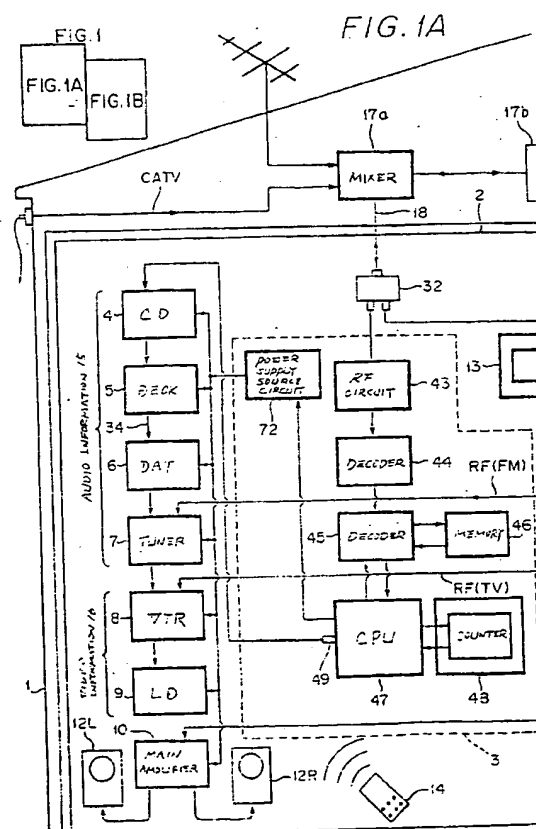 FIG. 1
FIG. 1A
FIG. 1B
FIG. 1A
17a
17b
MIXER
CATV
18
2
32
4
CD
5
DECK
34
6
DAT
7
TUNER
AUDIO INFORMATION 15
8
VTR
9
LD
INFORMATION 16
10
MAIN
AMPLIFIER
12L
12R
1
POWER
SUPPLY
SOURCE
CIRCUIT
72
RF
CIRCUIT
43
13
DECODER
44
RF(FM)
45
DECODER
MEMORY
46
RF(TV)
CPU
49
47
COUNTER
48
3
14